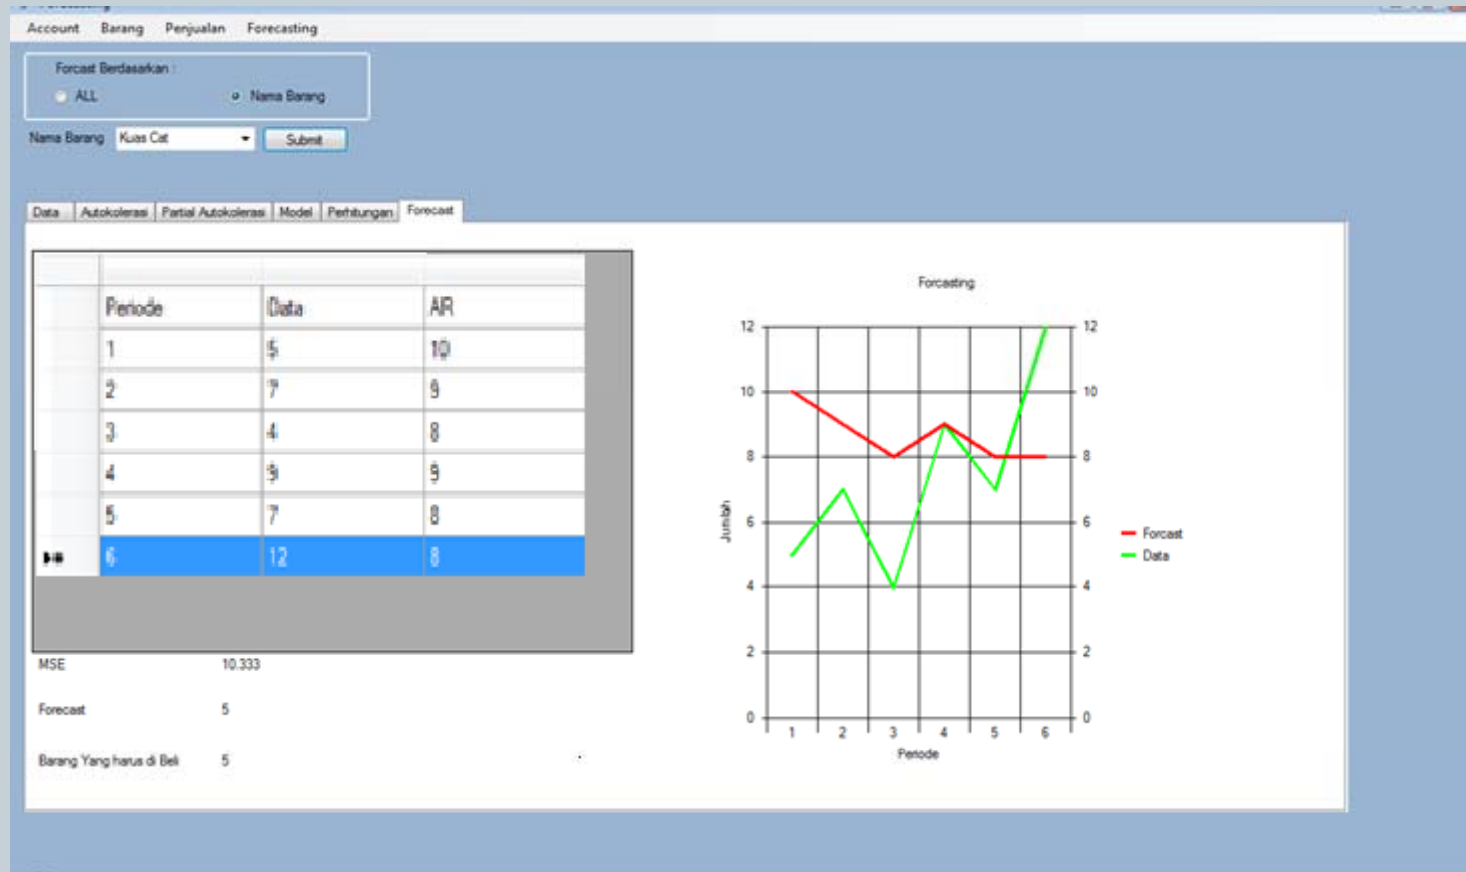 Account Barang Penjualan Forecasting
Forcast Berdasarkan :
ALL Nama Barang
Nama Barang Kuas Cat Submit
Data Autokolerasi Partial Autokolerasi Model Perhitungan Forecast
Periode Data AR
1 5 10
2 7 9
3 4 8
4 9 9
5 7 8
6 12 8
MSE 10.333
Forecast 5
Barang Yang harus di Beli 5
Forcasting
12 12
10 10
8 8
6 6
4 4
2 2
0 0
Jumlah
1 2 3 4 5 6
Periode
Forcast
Data